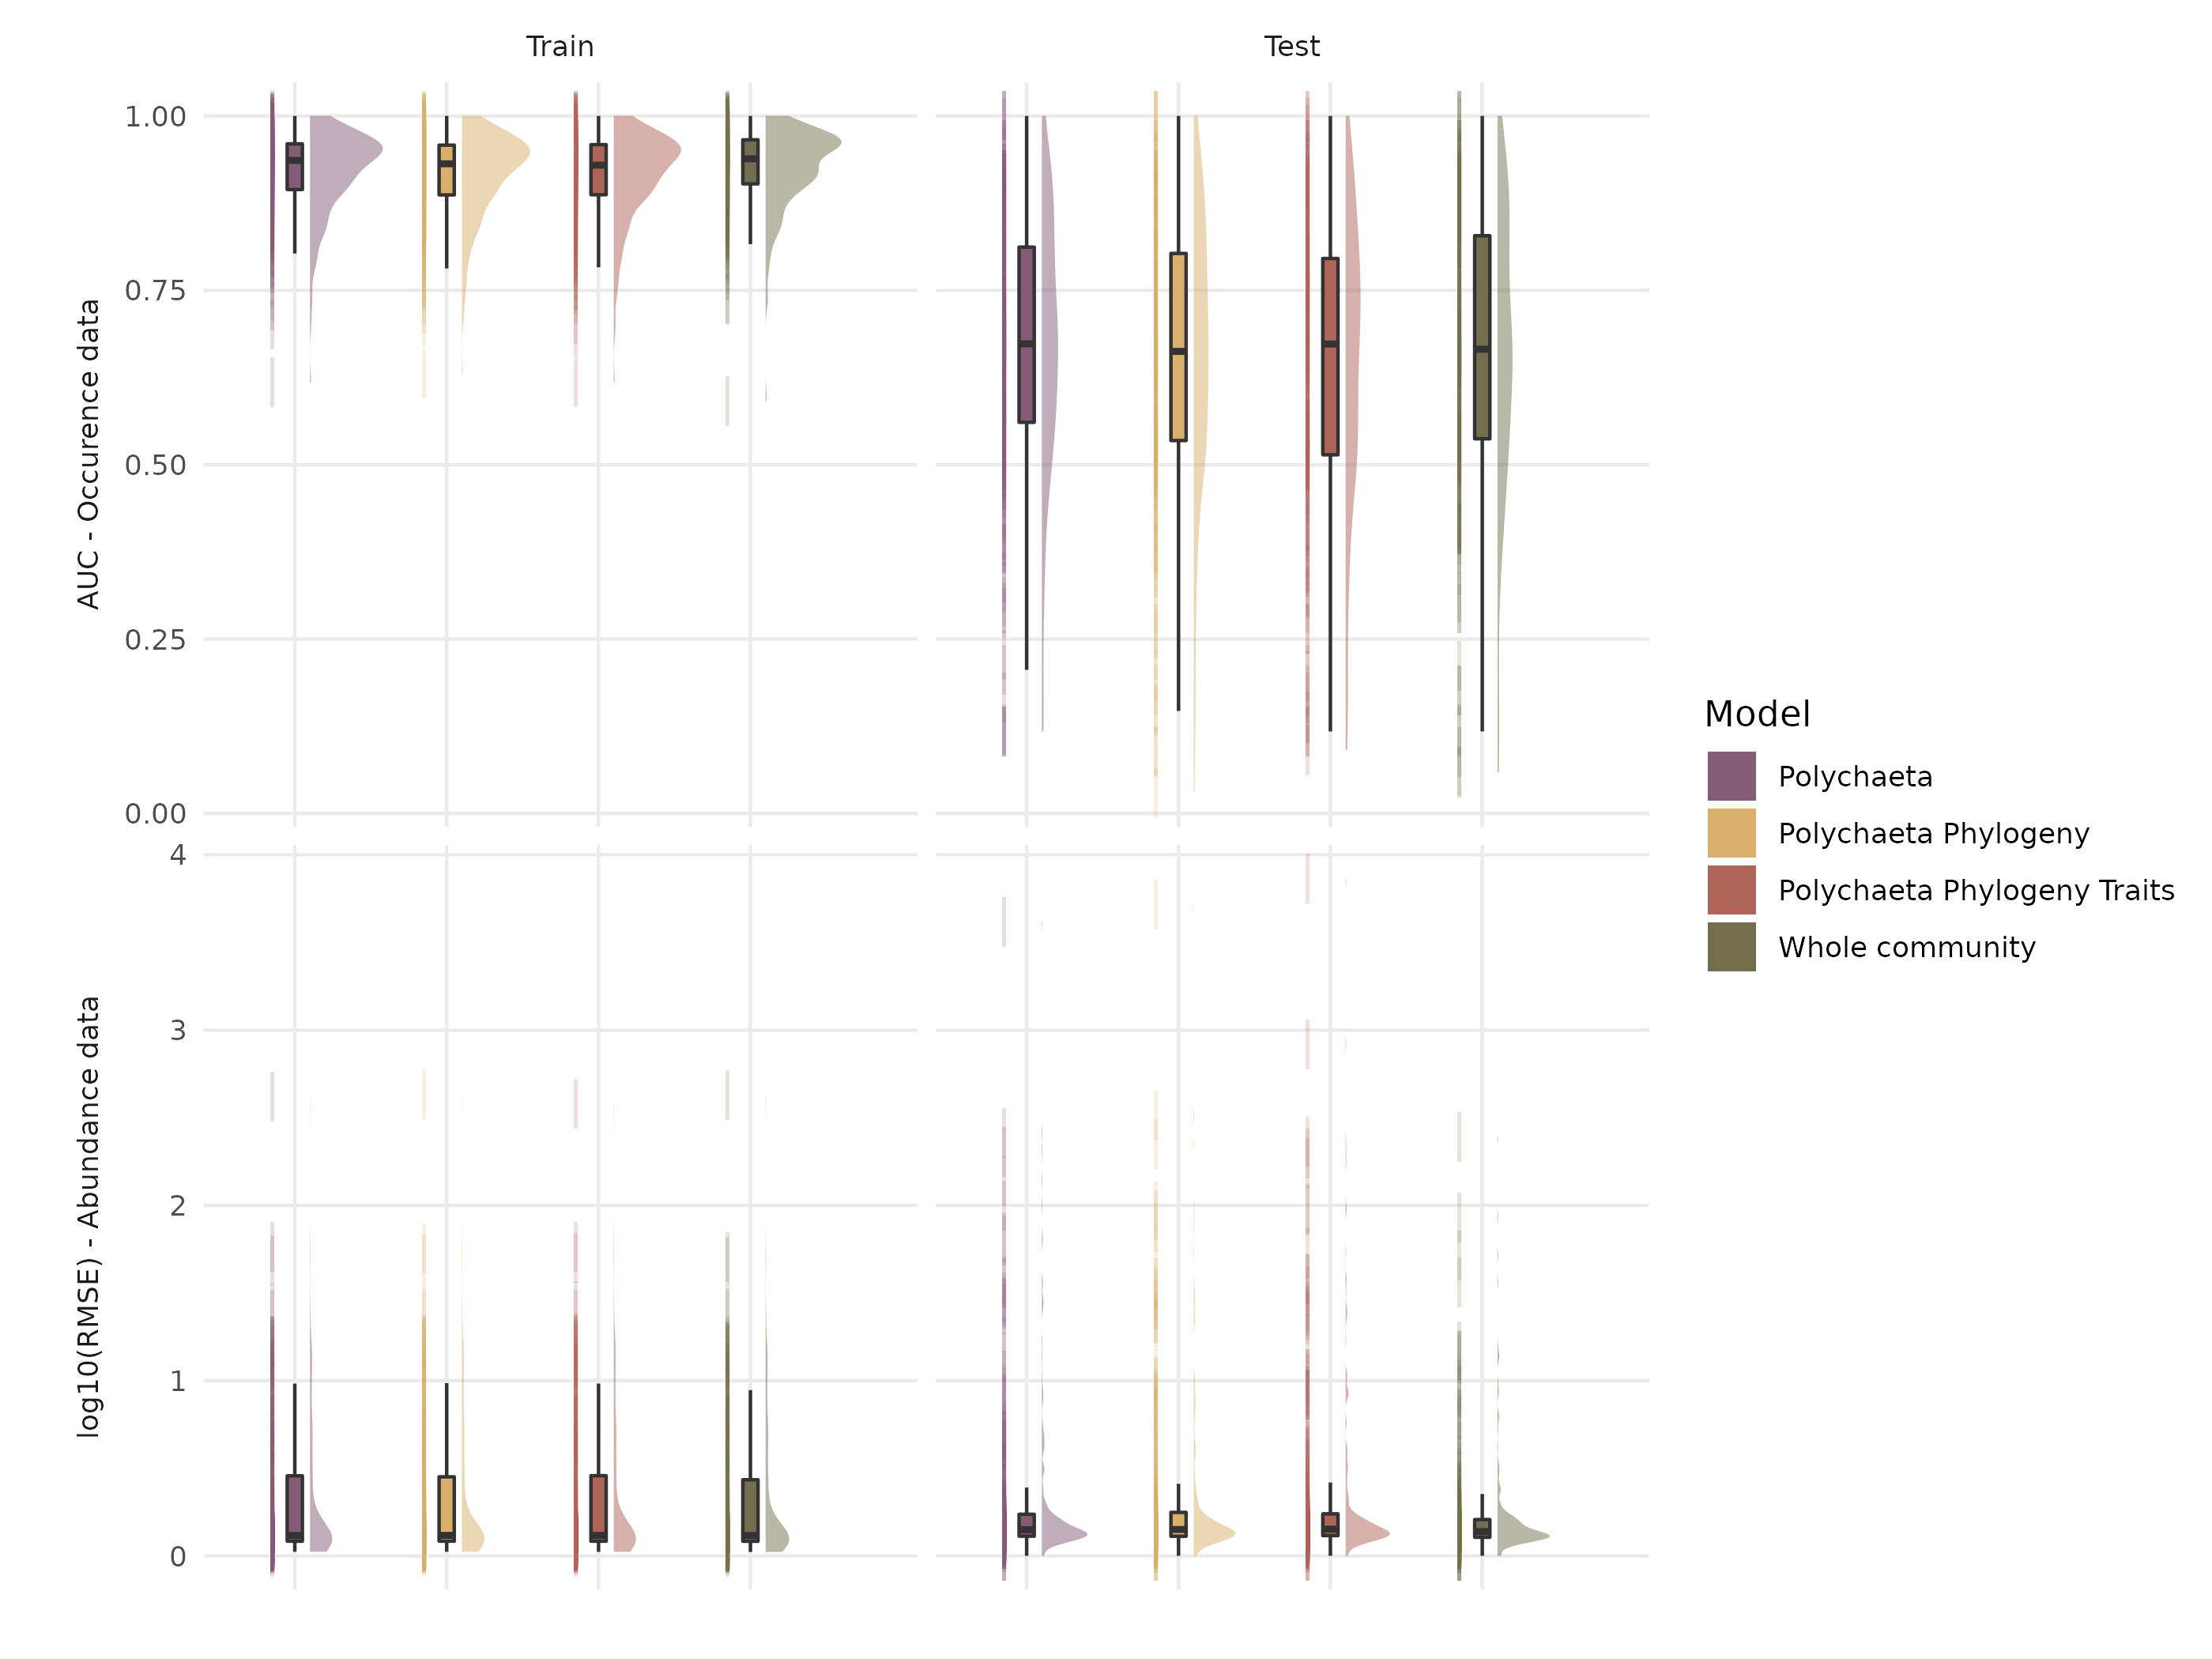 Train
Test
1.00
0.75
0.50
0.25
0.00
AUC - Occurence data
4
3
2
1
0
log10(RMSE) - Abundance data
Model
Polychaeta
Polychaeta Phylogeny
Polychaeta Phylogeny Traits
Whole community